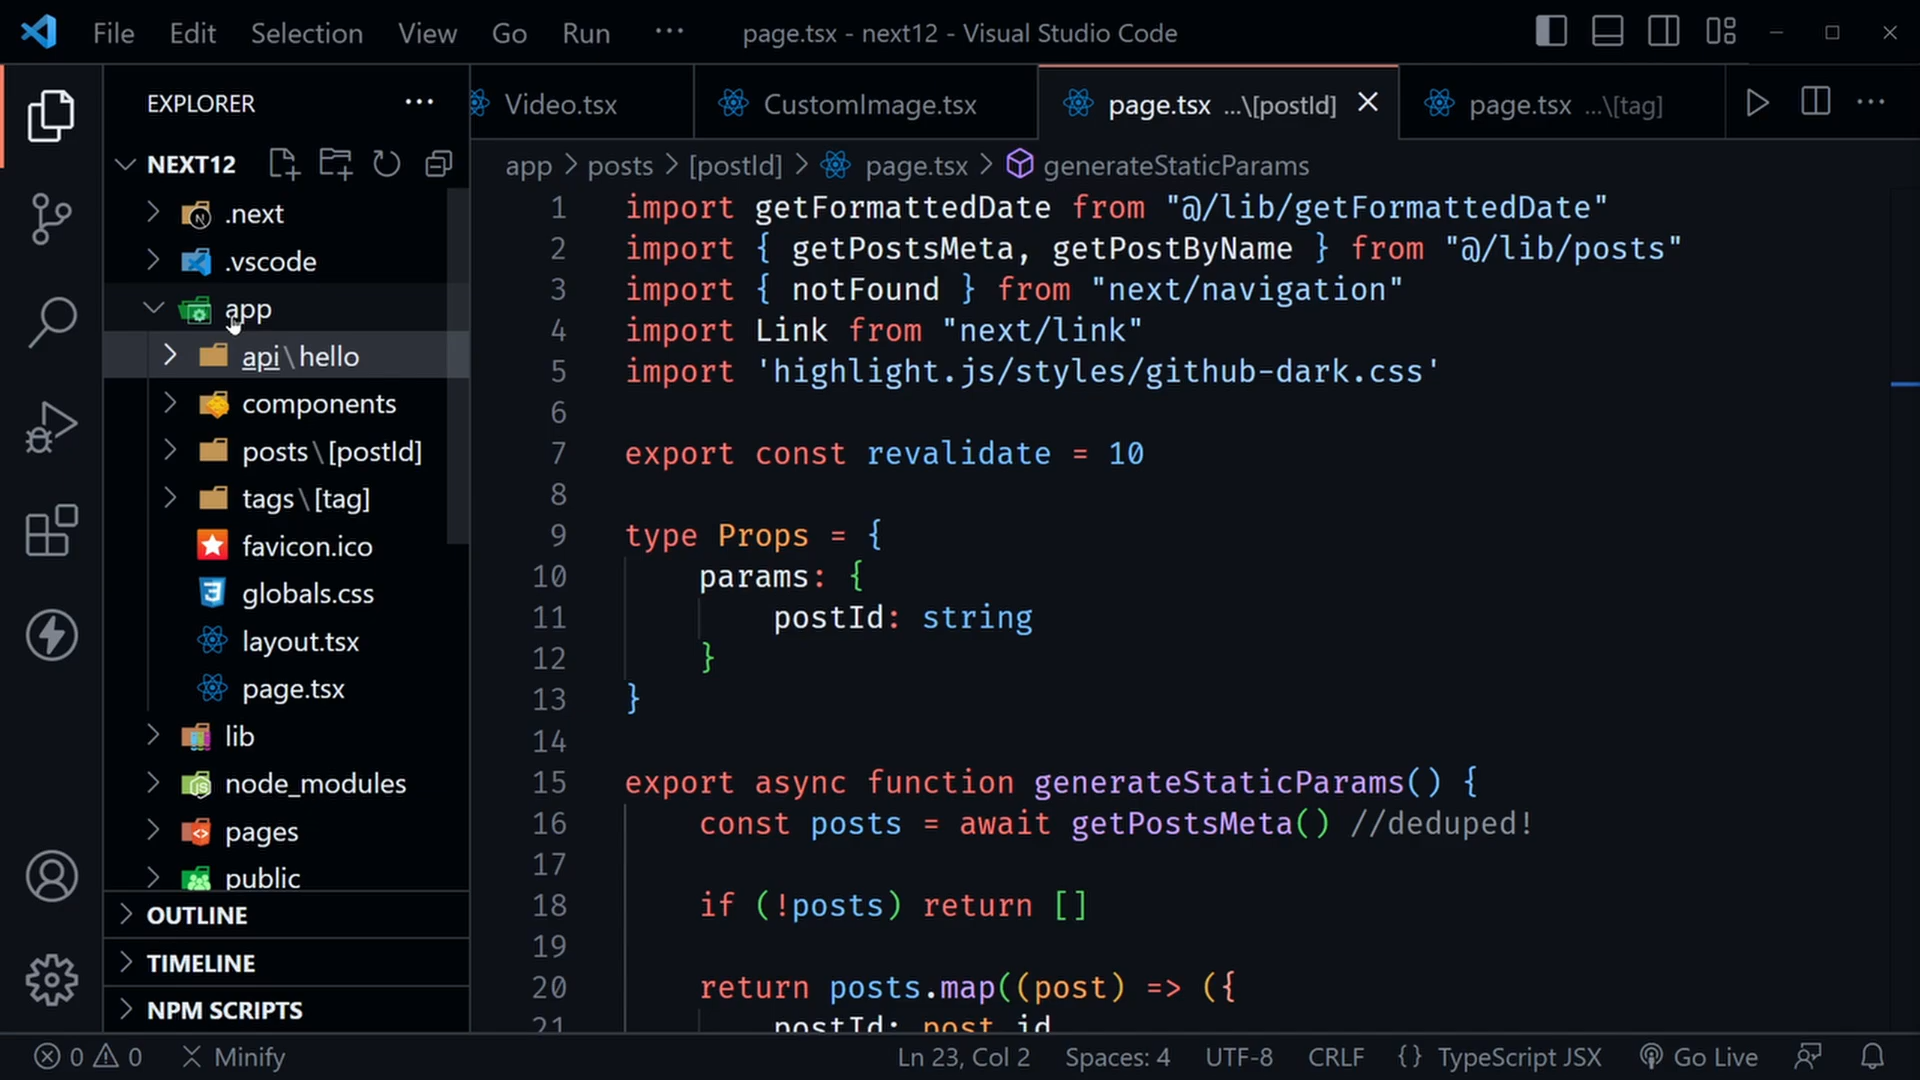 File Edit Selection View Go Run ··· page.tsx - next12 - Visual Studio Code
EXPLORER ···
NEXT12
.next
.vscode
app
api\hello
components
posts\[postId]
tags\[tag]
favicon.ico
globals.css
layout.tsx
page.tsx
lib
node_modules
pages
public
OUTLINE
TIMELINE
NPM SCRIPTS
Video.tsx CustomImage.tsx page.tsx ...\[postId] page.tsx ...\[tag] ···
app > posts > [postId] > page.tsx > generateStaticParams
1 import getFormattedDate from "@/lib/getFormattedDate"
2 import { getPostsMeta, getPostByName } from "@/lib/posts"
3 import { notFound } from "next/navigation"
4 import Link from "next/link"
5 import 'highlight.js/styles/github-dark.css'
6
7 export const revalidate = 10
8
9 type Props = {
10 params: {
11 postId: string
12 }
13 }
14
15 export async function generateStaticParams() {
16 const posts = await getPostsMeta() //deduped!
17
18 if (!posts) return []
19
20 return posts.map((post) => ({
21 postId: post.id
0 0 Minify Ln 23, Col 2 Spaces: 4 UTF-8 CRLF {} TypeScript JSX Go Live